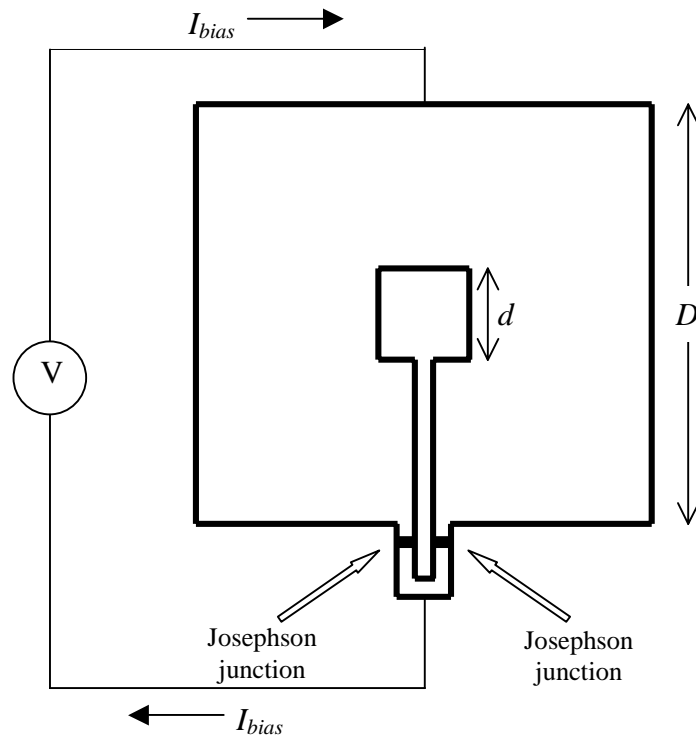 I_bias
d
D
V
Josephson
junction
Josephson
junction
I_bias